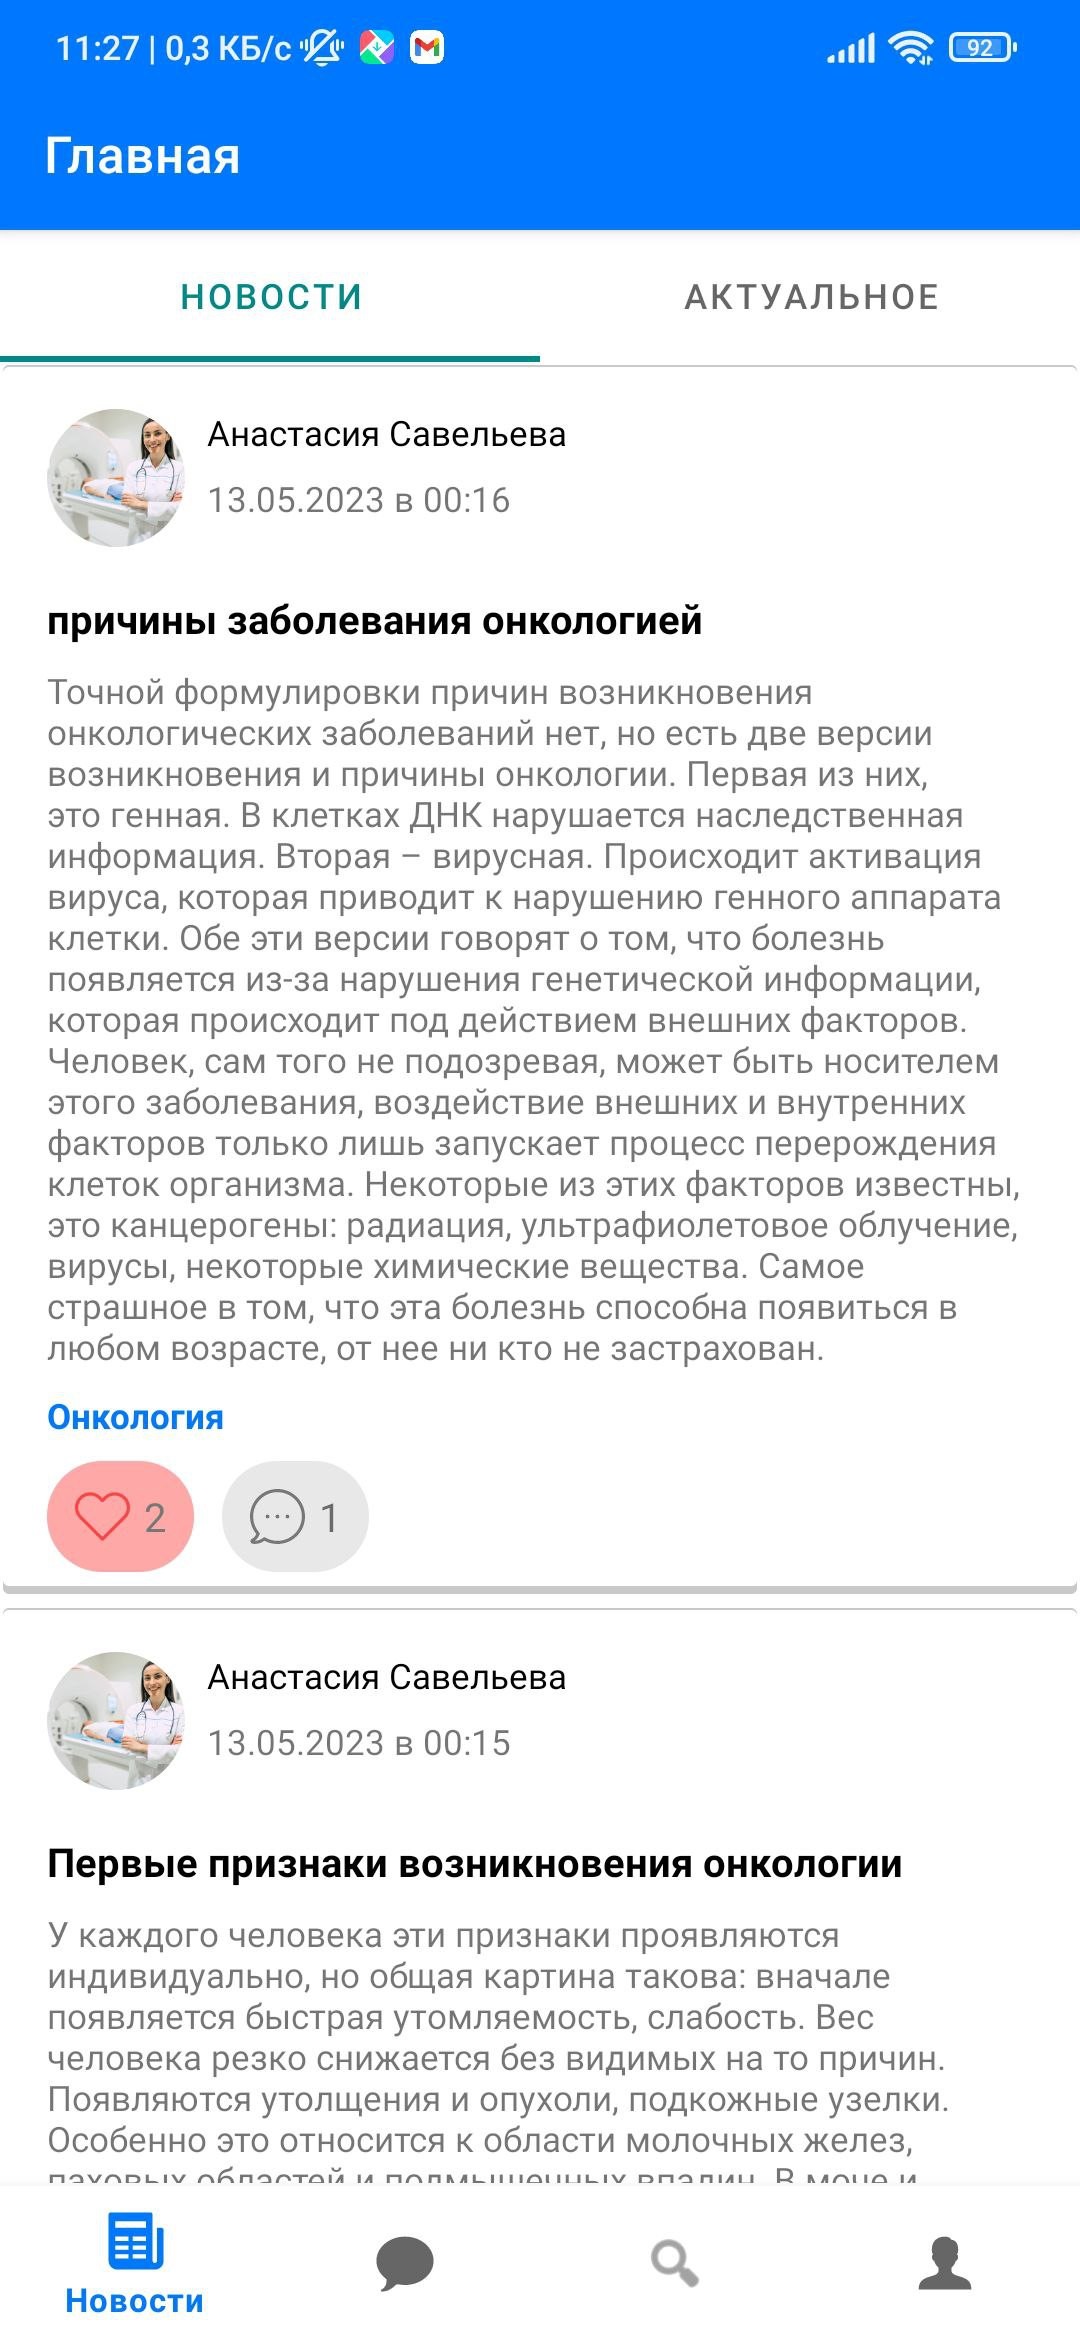 11:27 | 0,3 КБ/с
92
Главная
НОВОСТИ
АКТУАЛЬНОЕ
Анастасия Савельева
13.05.2023 в 00:16
причины заболевания онкологией
Точной формулировки причин возникновения
онкологических заболеваний нет, но есть две версии
возникновения и причины онкологии. Первая из них,
это генная. В клетках ДНК нарушается наследственная
информация. Вторая – вирусная. Происходит активация
вируса, которая приводит к нарушению генного аппарата
клетки. Обе эти версии говорят о том, что болезнь
появляется из-за нарушения генетической информации,
которая происходит под действием внешних факторов.
Человек, сам того не подозревая, может быть носителем
этого заболевания, воздействие внешних и внутренних
факторов только лишь запускает процесс перерождения
клеток организма. Некоторые из этих факторов известны,
это канцерогены: радиация, ультрафиолетовое облучение,
вирусы, некоторые химические вещества. Самое
страшное в том, что эта болезнь способна появиться в
любом возрасте, от нее ни кто не застрахован.
Онкология
2
1
Анастасия Савельева
13.05.2023 в 00:15
Первые признаки возникновения онкологии
У каждого человека эти признаки проявляются
индивидуально, но общая картина такова: вначале
появляется быстрая утомляемость, слабость. Вес
человека резко снижается без видимых на то причин.
Появляются утолщения и опухоли, подкожные узелки.
Особенно это относится к области молочных желез,
паховых областей и подмышечных впадин. В моче и
Новости